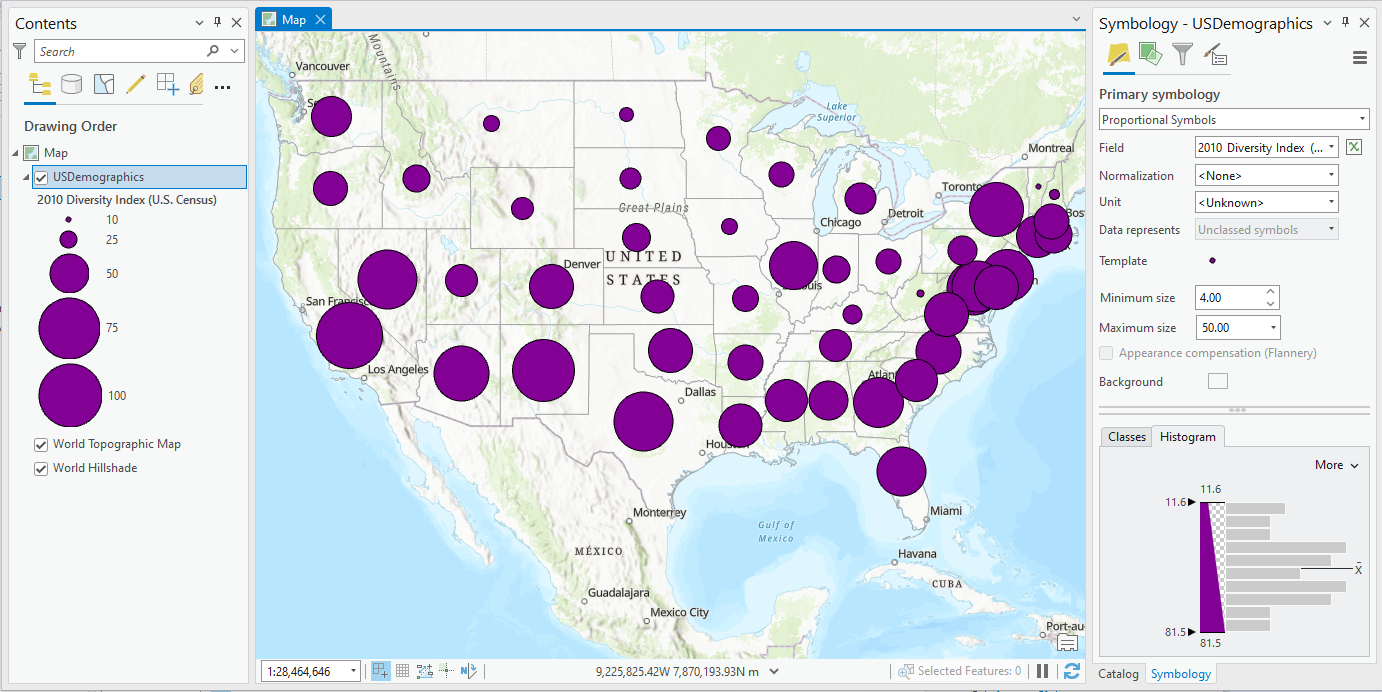 Contents
Search
Drawing Order
Map
USDemographics
2010 Diversity Index (U.S. Census)
10
25
50
75
100
World Topographic Map
World Hillshade
Map
Vancouver
Mountains
Lake
Superior
Montreal
Toronto
Great Plains
Chicago
Detroit
UNITED
STATES
Denver
San Francisc
Los Angeles
Atlan
Dallas
Hous
Miami
Monterrey
Gulf of
Mexico
MÉXICO
Havana
CUBA
Guadalajara
Mexico City
Port-au-
1:28,464,646
9,225,825.42W 7,870,193.93N m
Selected Features: 0
Symbology - USDemographics
Primary symbology
Proportional Symbols
Field
2010 Diversity Index (...
Normalization
<None>
Unit
<Unknown>
Data represents
Unclassed symbols
Template
Minimum size
4.00
Maximum size
50.00
Appearance compensation (Flannery)
Background
Classes
Histogram
More
11.6
11.6
x̄
81.5
81.5
Catalog
Symbology